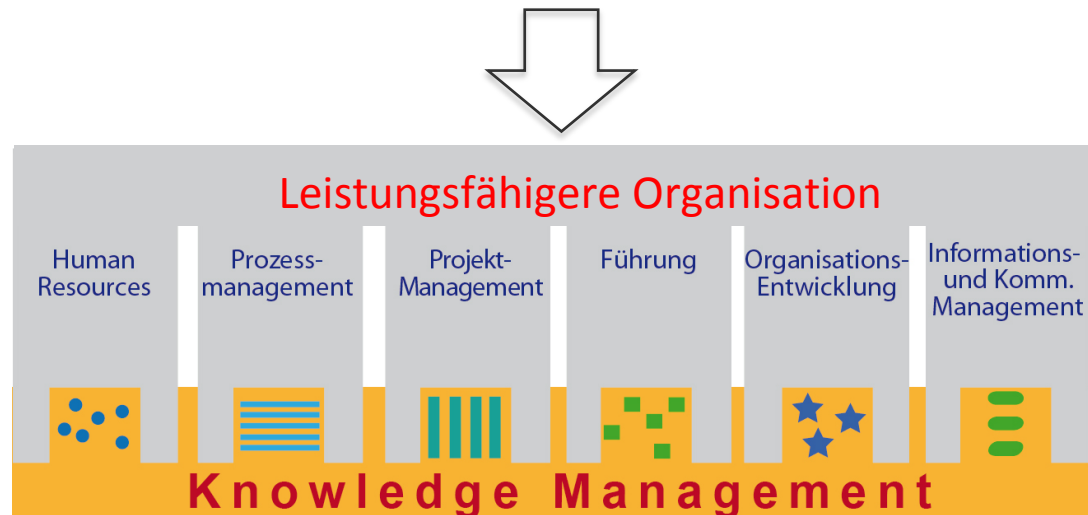 Leistungsfähigere Organisation
Human
Resources
Prozess-
management
Projekt-
Management
Führung
Organisations-
Entwicklung
Informations-
und Komm.
Management
Knowledge Management